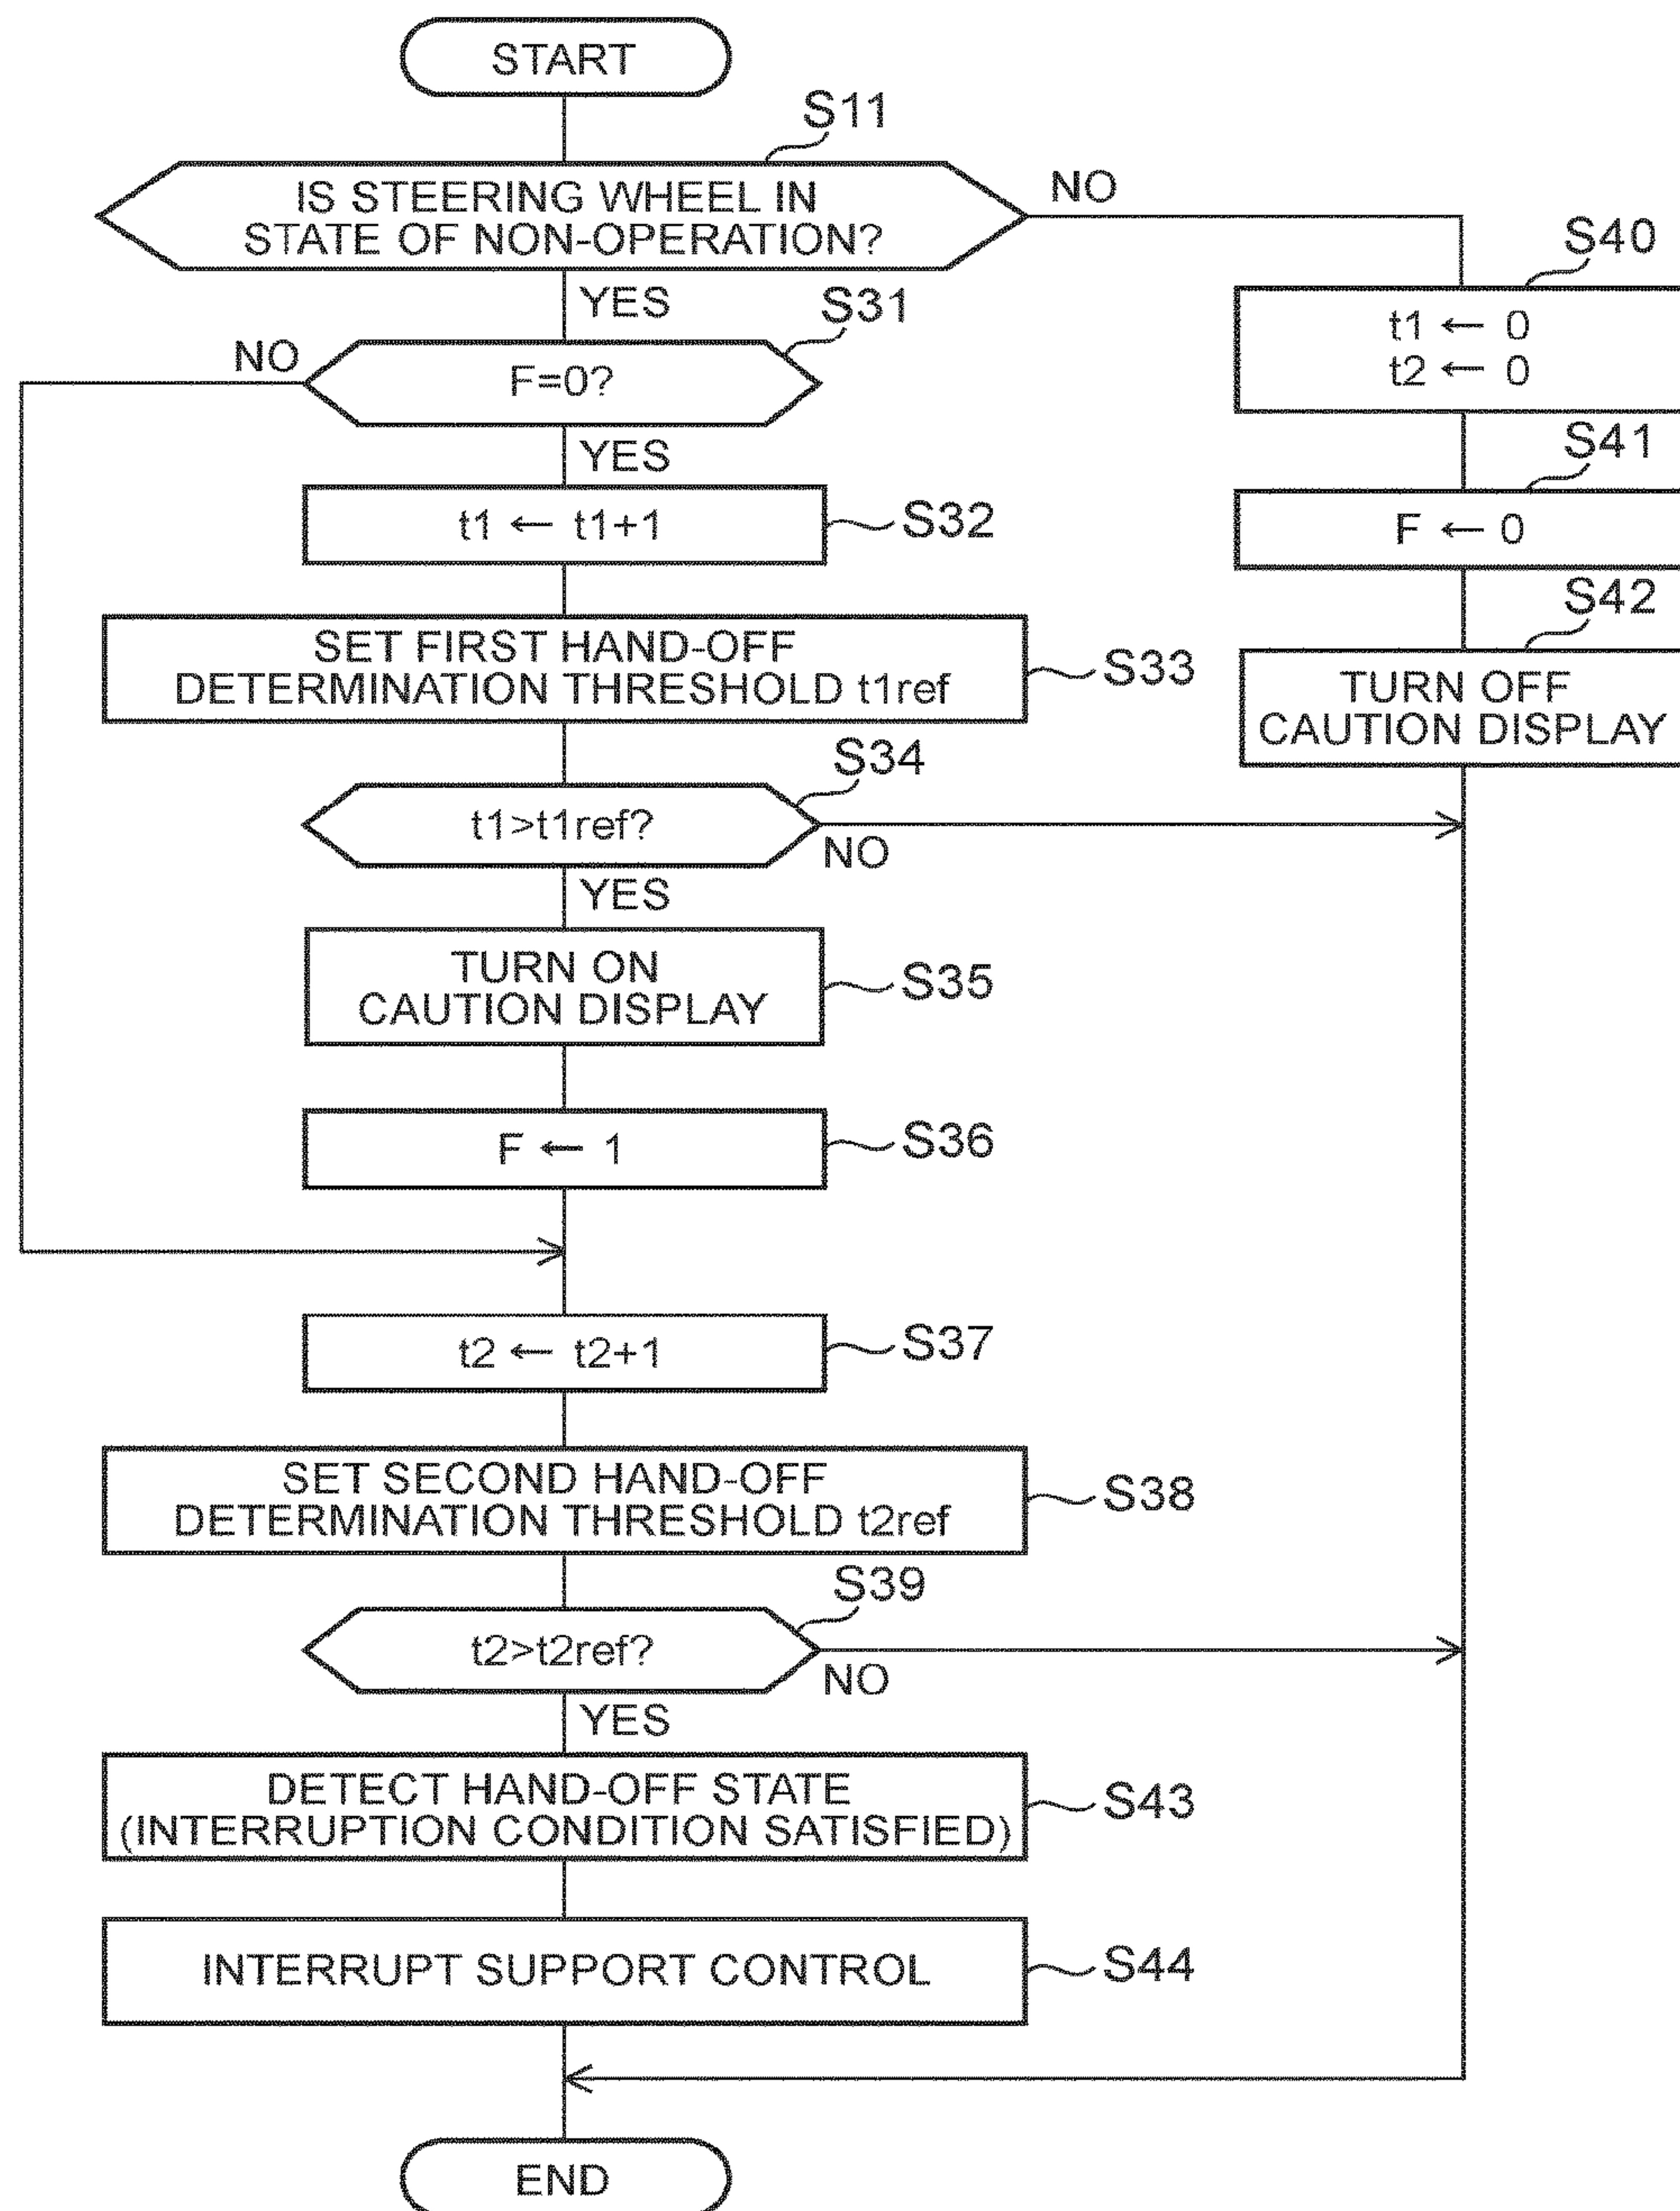 START
S11
IS STEERING WHEEL IN
STATE OF NON-OPERATION?
NO
YES
S40
t1 ← 0
t2 ← 0
S31
NO
F=0?
YES
S41
F ← 0
t1 ← t1+1
S32
S42
TURN OFF
CAUTION DISPLAY
SET FIRST HAND-OFF
DETERMINATION THRESHOLD t1ref
S33
S34
t1>t1ref?
NO
YES
TURN ON
CAUTION DISPLAY
S35
F ← 1
S36
t2 ← t2+1
S37
SET SECOND HAND-OFF
DETERMINATION THRESHOLD t2ref
S38
S39
t2>t2ref?
NO
YES
DETECT HAND-OFF STATE
(INTERRUPTION CONDITION SATISFIED)
S43
INTERRUPT SUPPORT CONTROL
S44
END